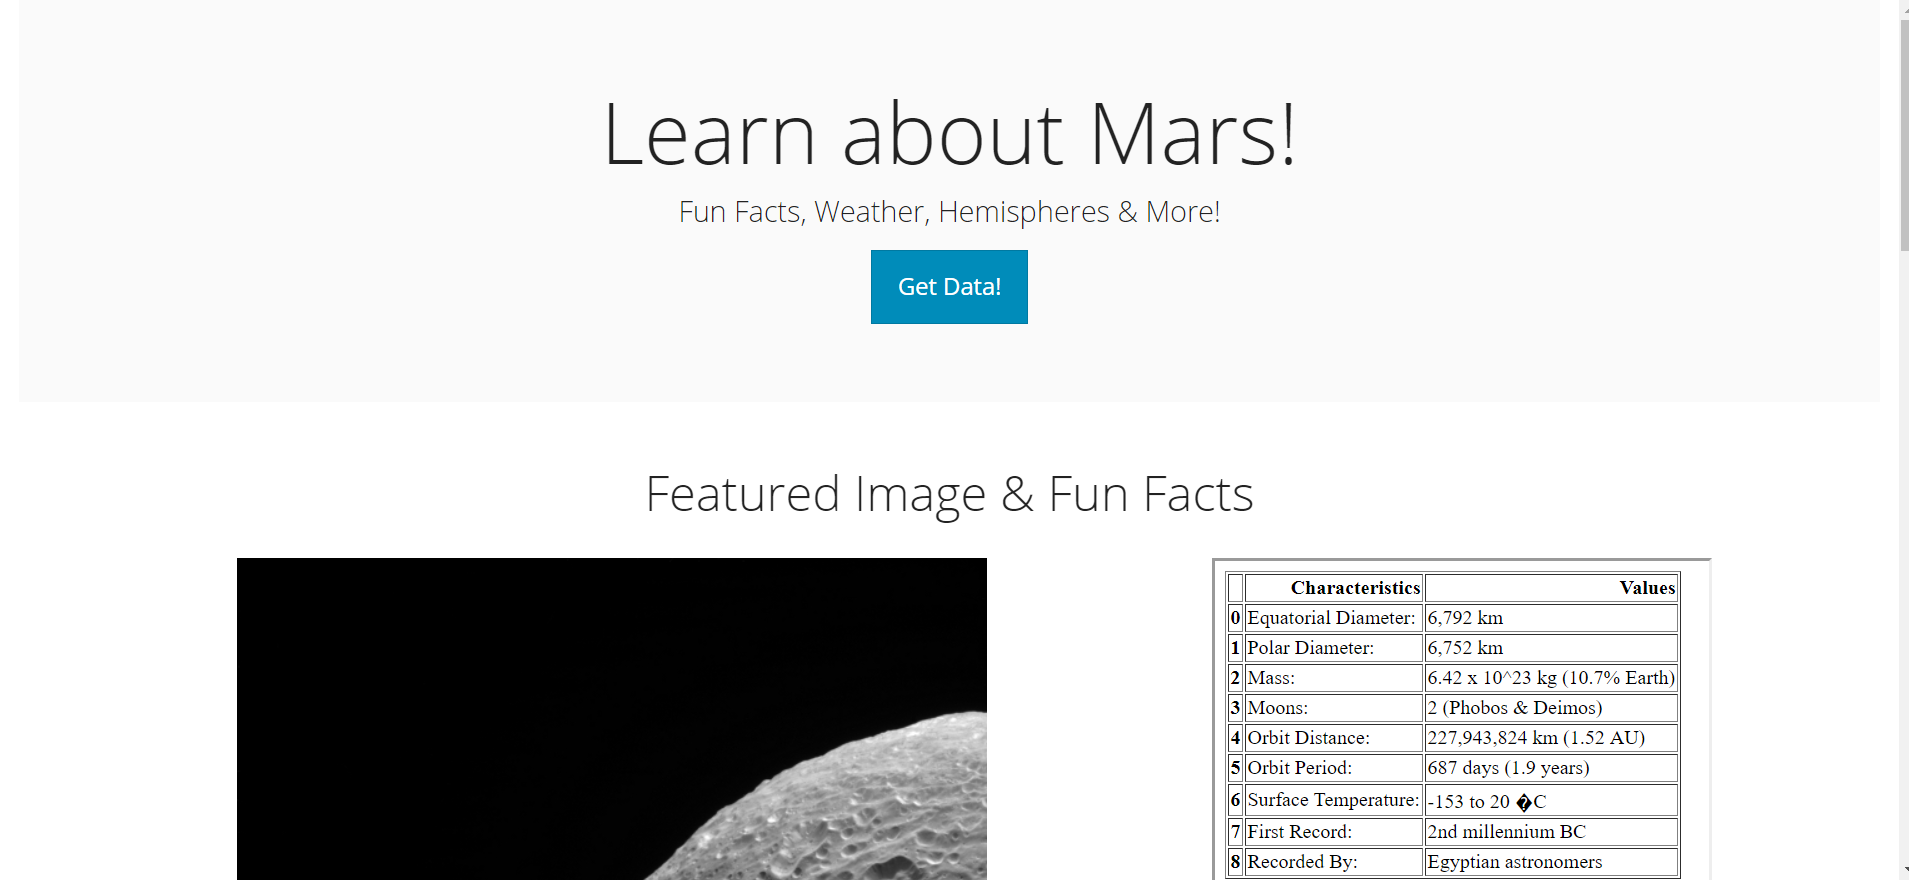 Learn about Mars!
Fun Facts, Weather, Hemispheres & More!
Get Data!
Featured Image & Fun Facts
Characteristics Values
0 Equatorial Diameter: 6,792 km
1 Polar Diameter: 6,752 km
2 Mass: 6.42 x 10^23 kg (10.7% Earth)
3 Moons: 2 (Phobos & Deimos)
4 Orbit Distance: 227,943,824 km (1.52 AU)
5 Orbit Period: 687 days (1.9 years)
6 Surface Temperature: -153 to 20 �C
7 First Record: 2nd millennium BC
8 Recorded By: Egyptian astronomers